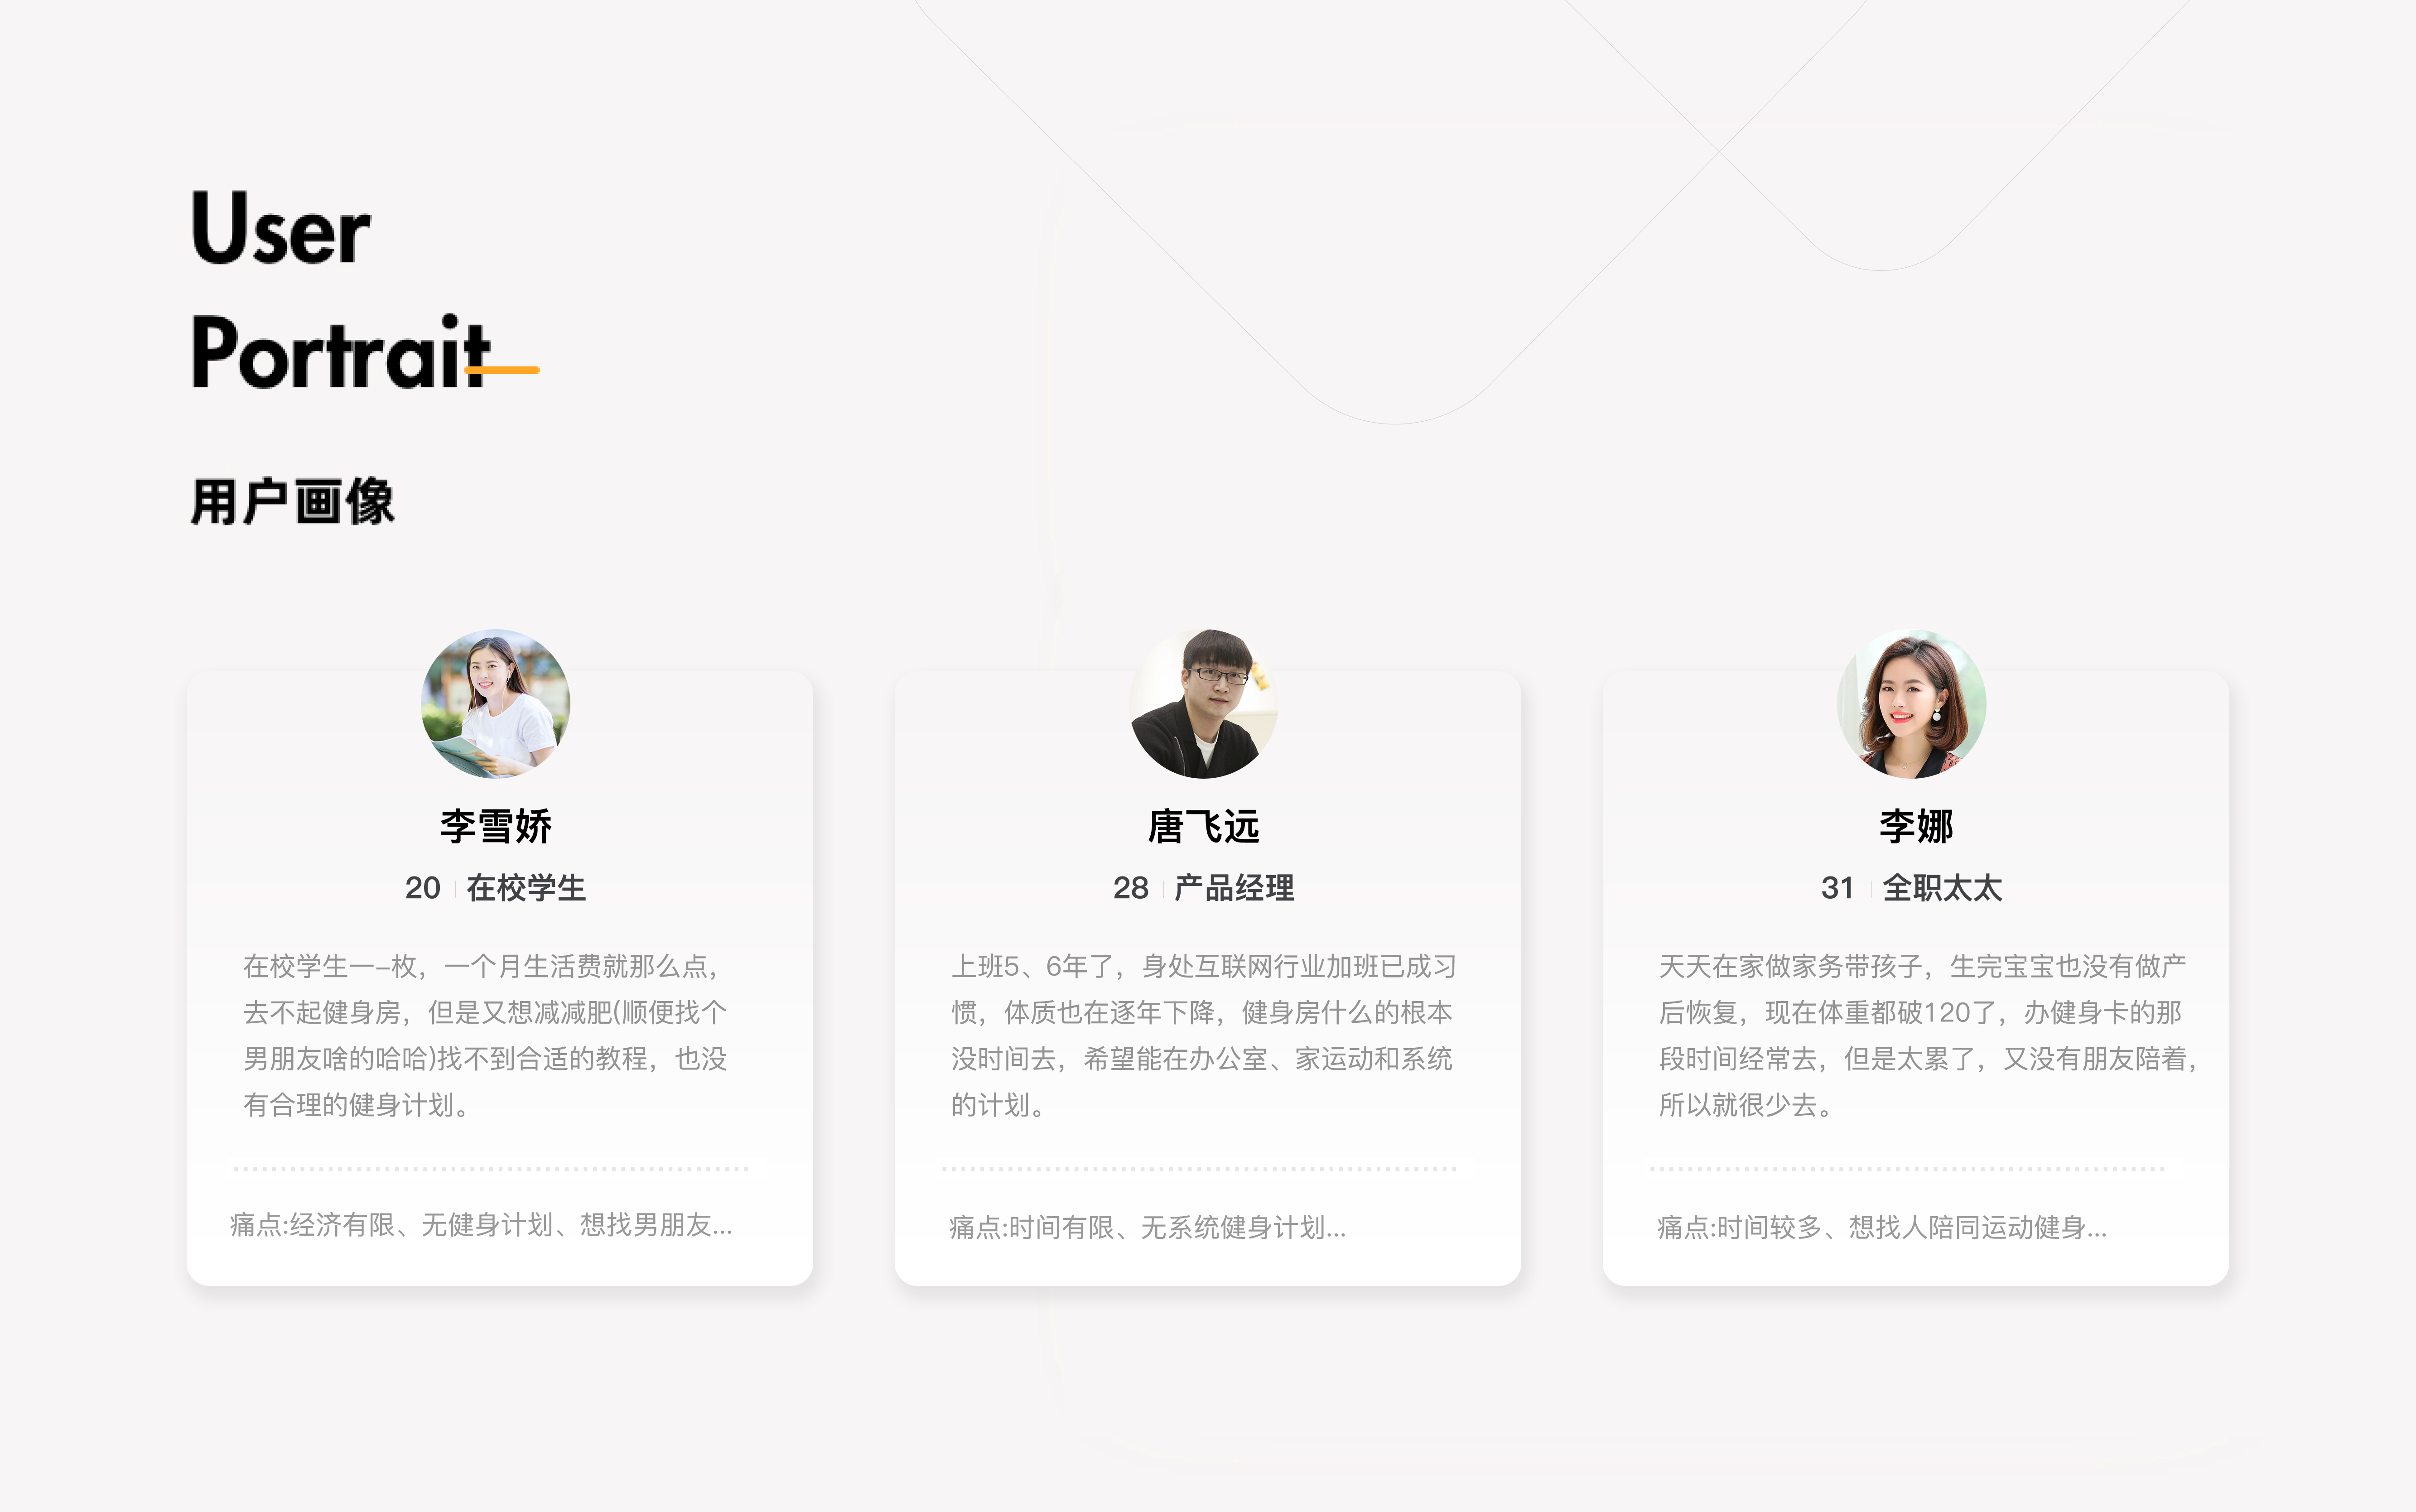 User
Portrait
用户画像
李雪娇
20 在校学生
在校学生一–枚，一个月生活费就那么点，
去不起健身房，但是又想减减肥(顺便找个
男朋友啥的哈哈)找不到合适的教程，也没
有合理的健身计划。
痛点:经济有限、无健身计划、想找男朋友...
唐飞远
28 产品经理
上班5、6年了，身处互联网行业加班已成习
惯，体质也在逐年下降，健身房什么的根本
没时间去，希望能在办公室、家运动和系统
的计划。
痛点:时间有限、无系统健身计划...
李娜
31 全职太太
天天在家做家务带孩子，生完宝宝也没有做产
后恢复，现在体重都破120了，办健身卡的那
段时间经常去，但是太累了，又没有朋友陪着，
所以就很少去。
痛点:时间较多、想找人陪同运动健身...